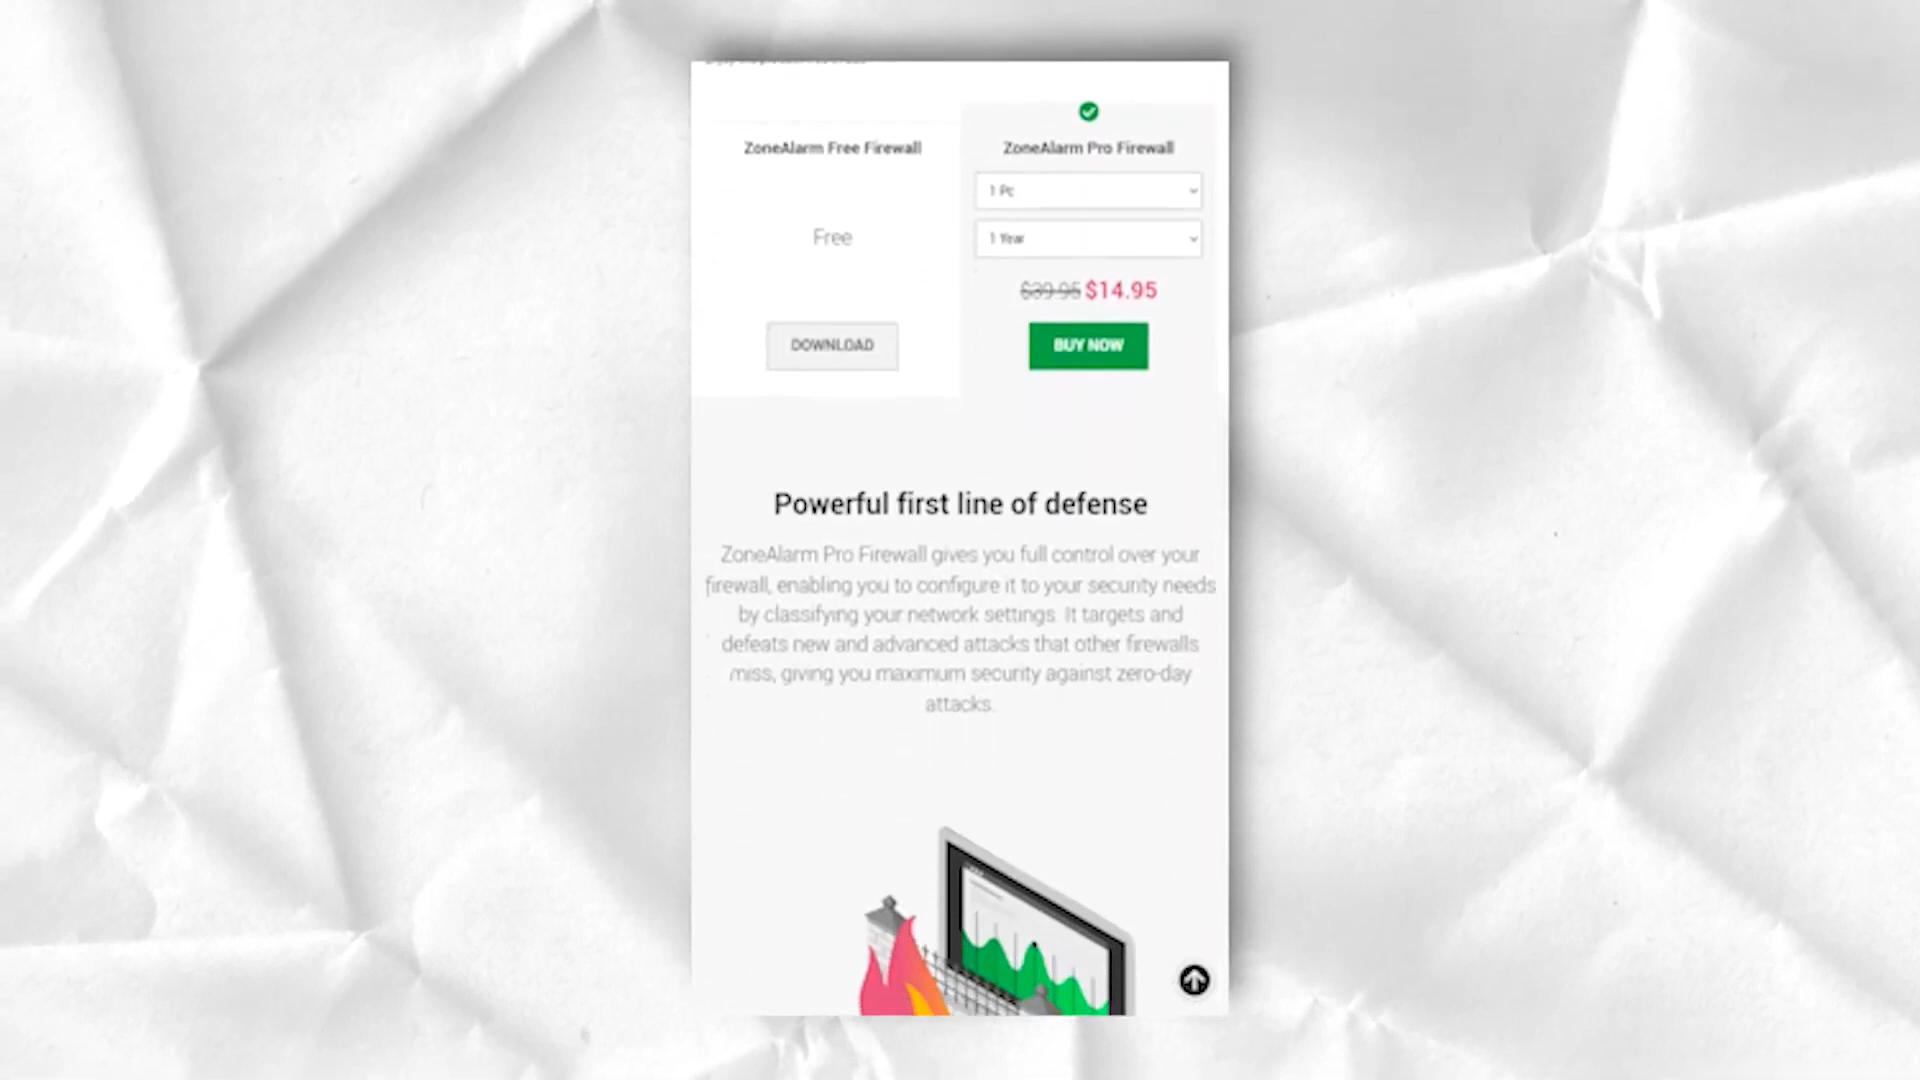 ZoneAlarm Free Firewall
ZoneAlarm Pro Firewall
1 Pc
1 Year
Free
$39.95 $14.95
DOWNLOAD
BUY NOW
Powerful first line of defense
ZoneAlarm Pro Firewall gives you full control over your
firewall, enabling you to configure it to your security needs
by classifying your network settings. It targets and
defeats new and advanced attacks that other firewalls
miss, giving you maximum security against zero-day
attacks.